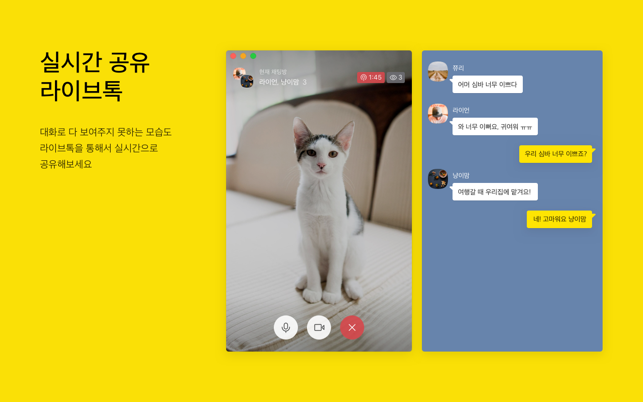 실시간 공유
라이브톡
대화로 다 보여주지 못하는 모습도
라이브톡을 통해서 실시간으로
공유해보세요
현재 채팅방
라이언, 냥이맘 3
1:45
3
쮸리
어머 심바 너무 이쁘다
라이언
와 너무 이뻐요, 귀여워 ㅠㅠ
우리 심바 너무 이쁘죠?
냥이맘
여행갈 때 우리집에 맡겨요!
네! 고마워요 냥이맘